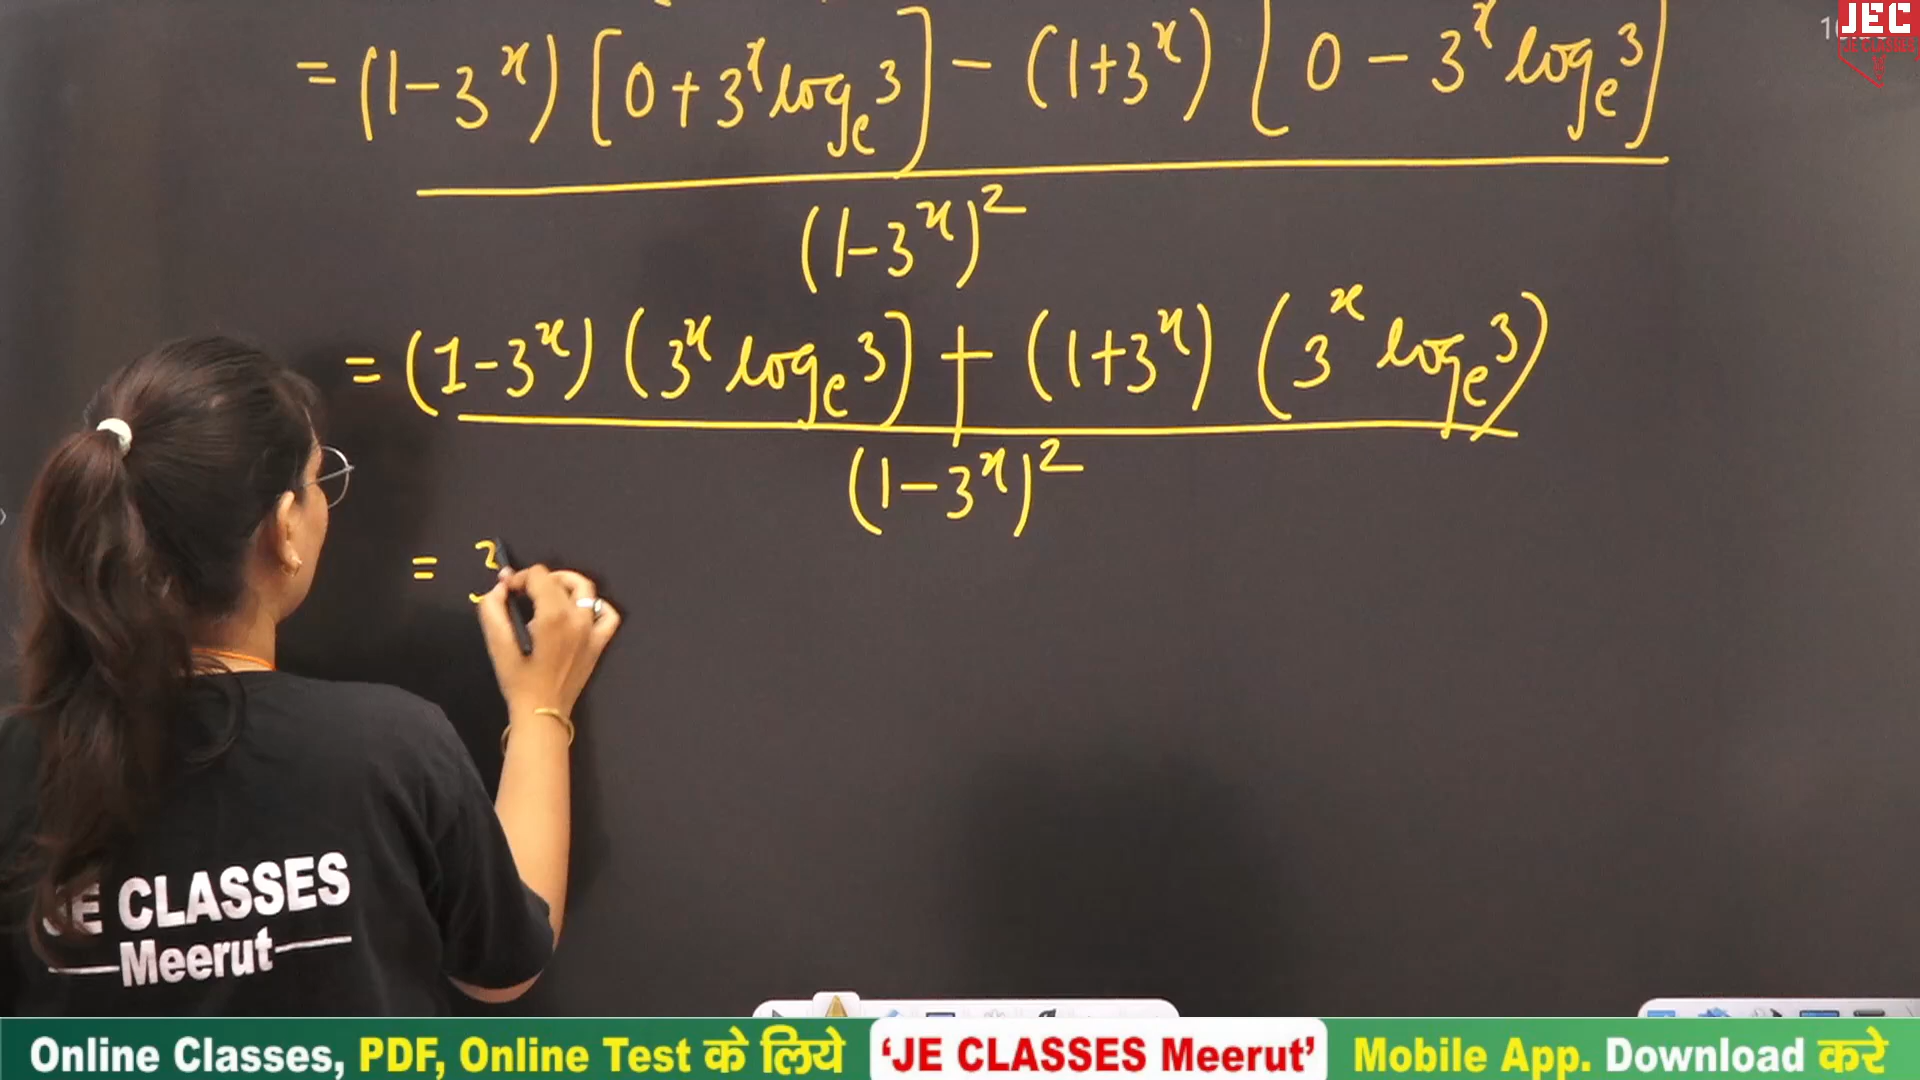 JEC
JE CLASSES
= (1-3^x) [0+3^x log_e 3] - (1+3^x) [0-3^x log_e 3]
(1-3^x)^2
= (1-3^x) (3^x log_e 3) + (1+3^x) (3^x log_e 3)
(1-3^x)^2
= 3
JE CLASSES
Meerut
Online Classes, PDF, Online Test के लिये 'JE CLASSES Meerut' Mobile App. Download करे